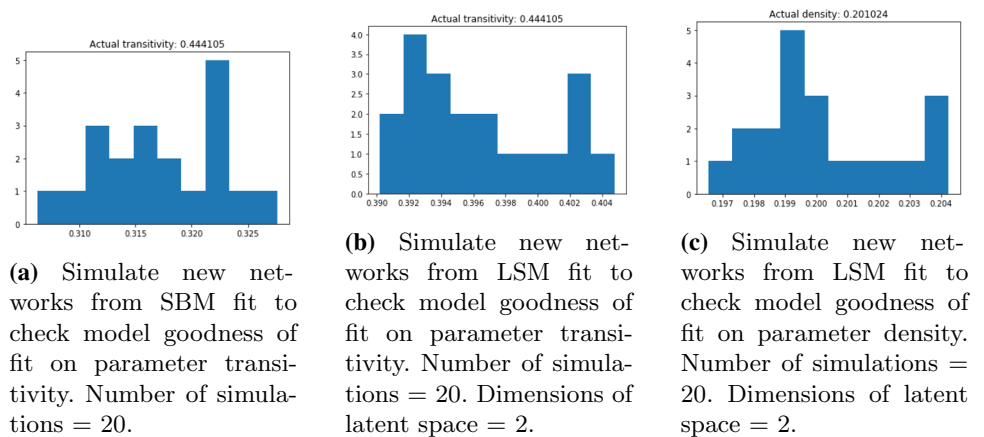 Actual transitivity: 0.444105
5
4
3
2
1
0
0.310 0.315 0.320 0.325
(a) Simulate new net-
works from SBM fit to
check model goodness of
fit on parameter transi-
tivity. Number of simula-
tions = 20.
Actual transitivity: 0.444105
4.0
3.5
3.0
2.5
2.0
1.5
1.0
0.5
0.0
0.390 0.392 0.394 0.396 0.398 0.400 0.402 0.404
(b) Simulate new net-
works from LSM fit to
check model goodness of
fit on parameter transi-
tivity. Number of simula-
tions = 20. Dimensions of
latent space = 2.
Actual density: 0.201024
5
4
3
2
1
0
0.197 0.198 0.199 0.200 0.201 0.202 0.203 0.204
(c) Simulate new net-
works from LSM fit to
check model goodness of
fit on parameter density.
Number of simulations =
20. Dimensions of latent
space = 2.